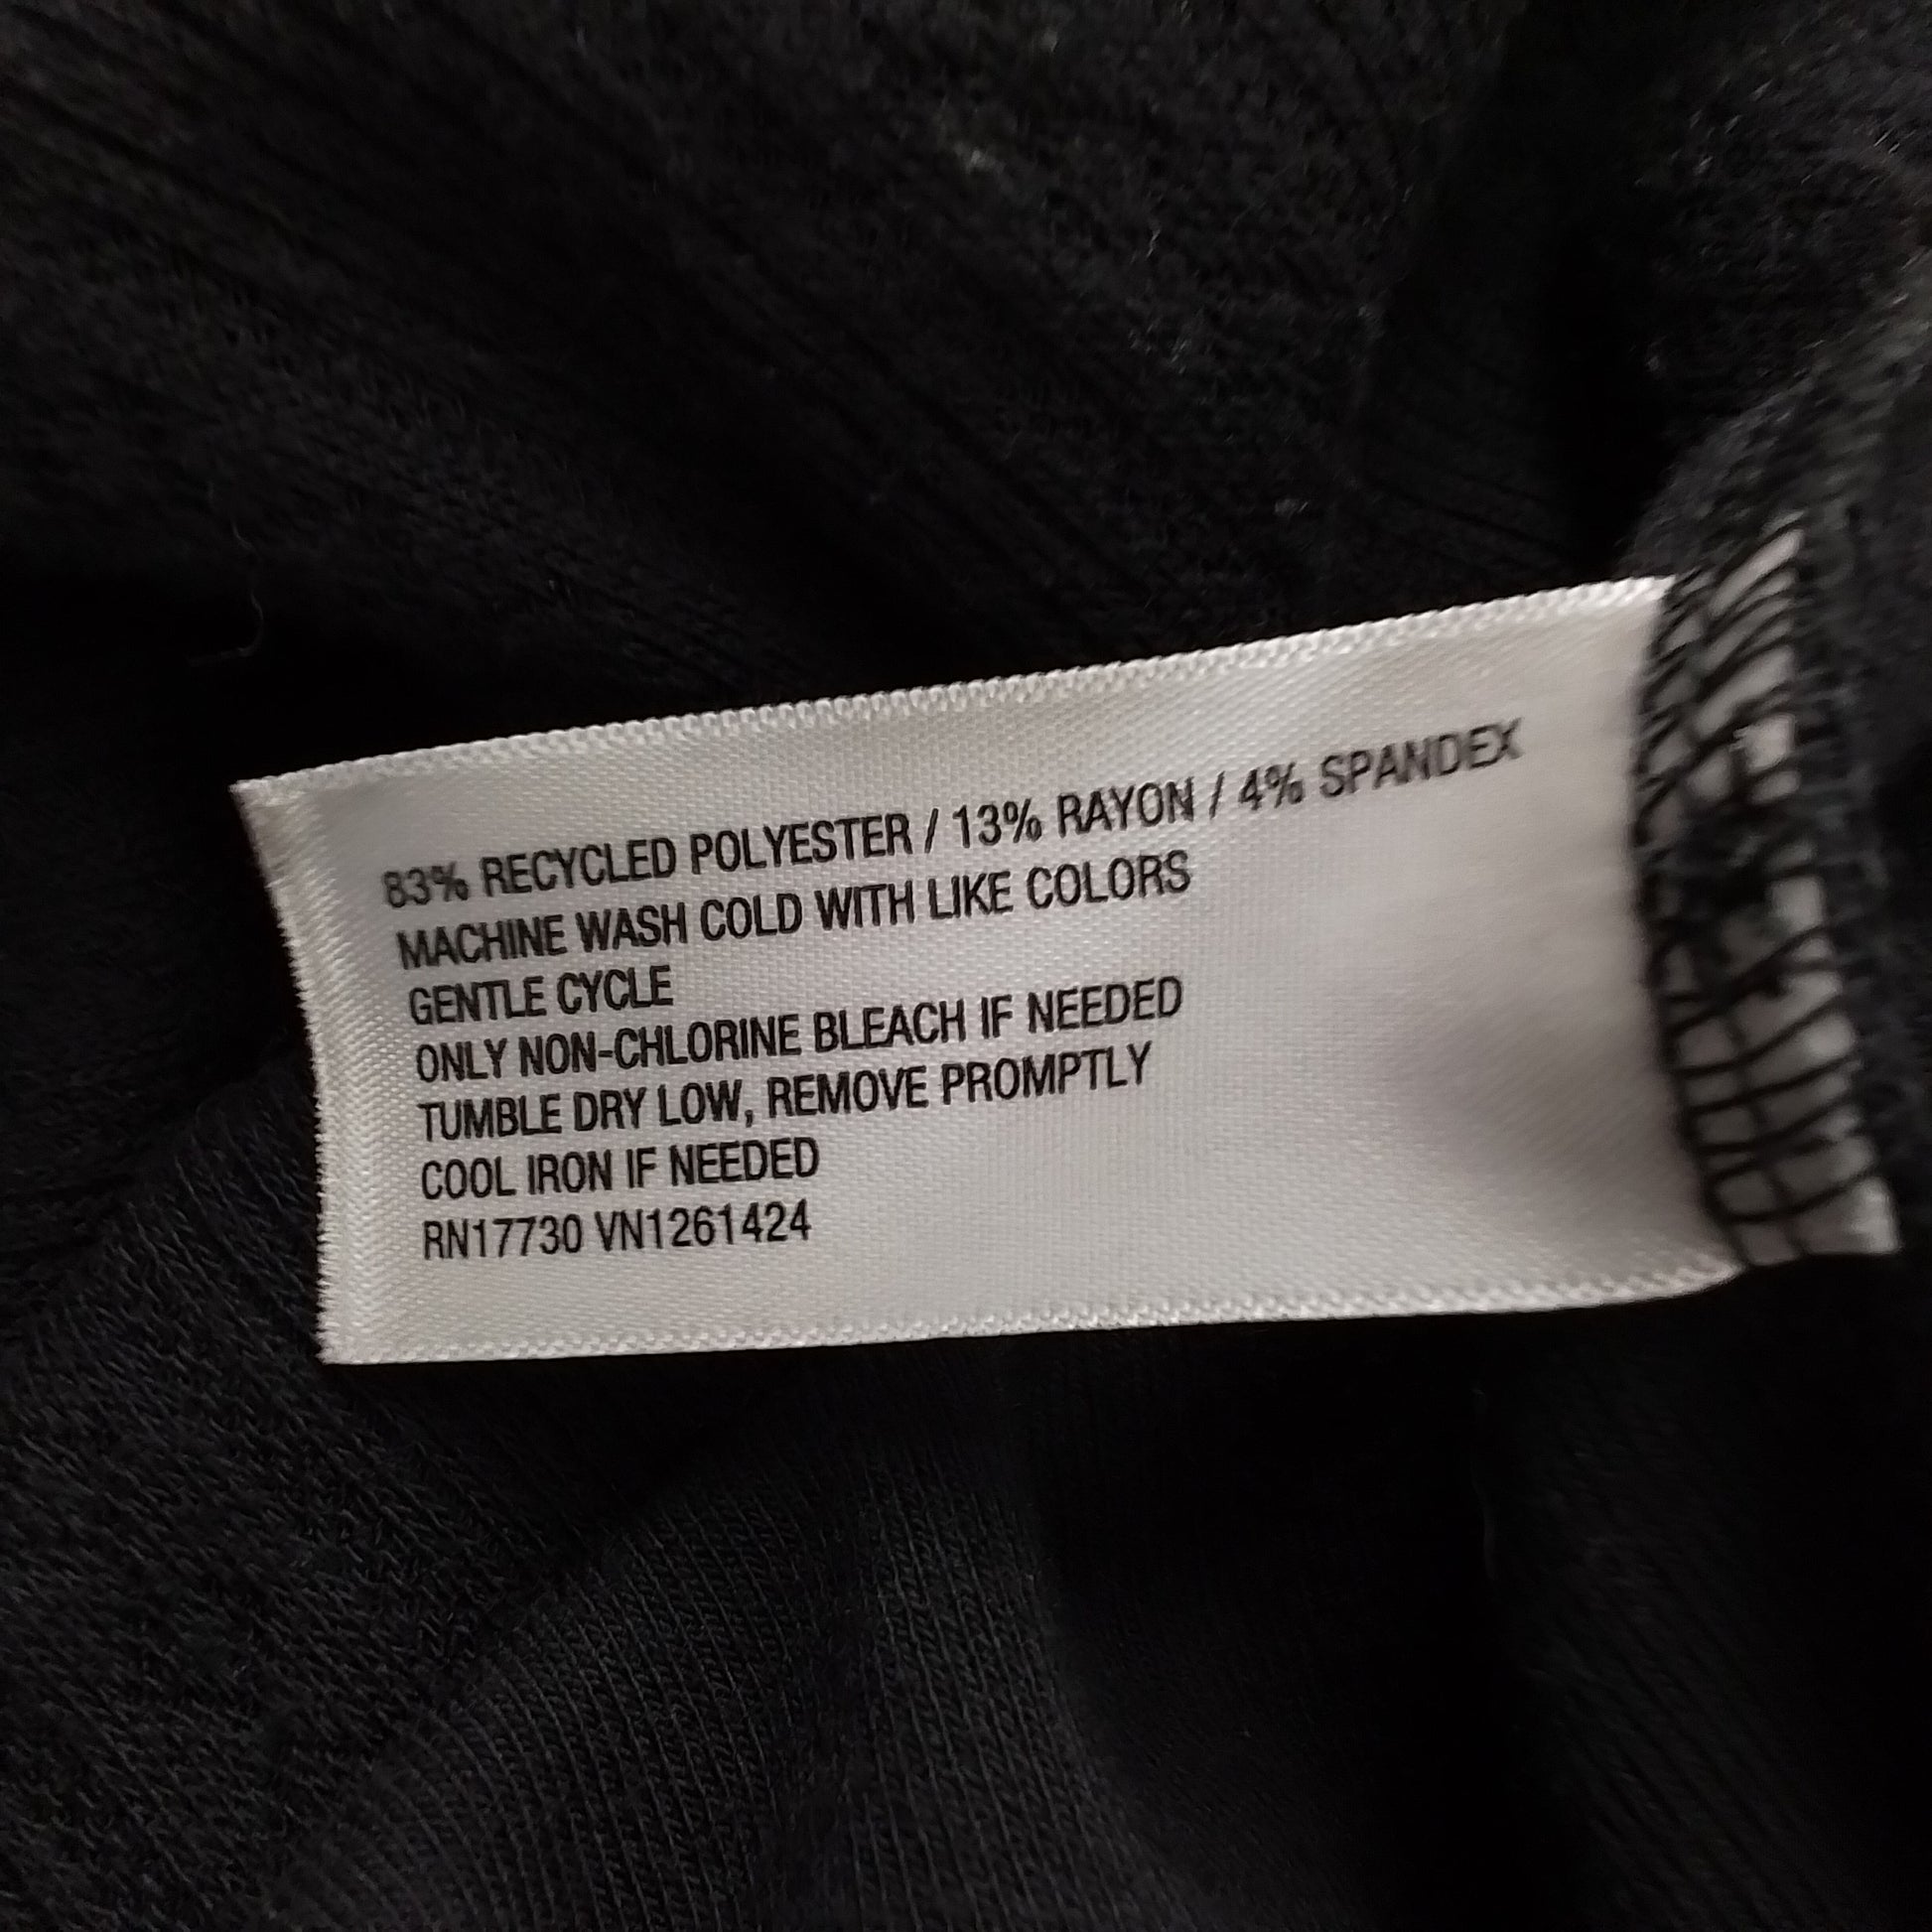 83% RECYCLED POLYESTER / 13% RAYON / 4% SPANDEX
MACHINE WASH COLD WITH LIKE COLORS
GENTLE CYCLE
ONLY NON-CHLORINE BLEACH IF NEEDED
TUMBLE DRY LOW, REMOVE PROMPTLY
COOL IRON IF NEEDED
RN17730 VN1261424